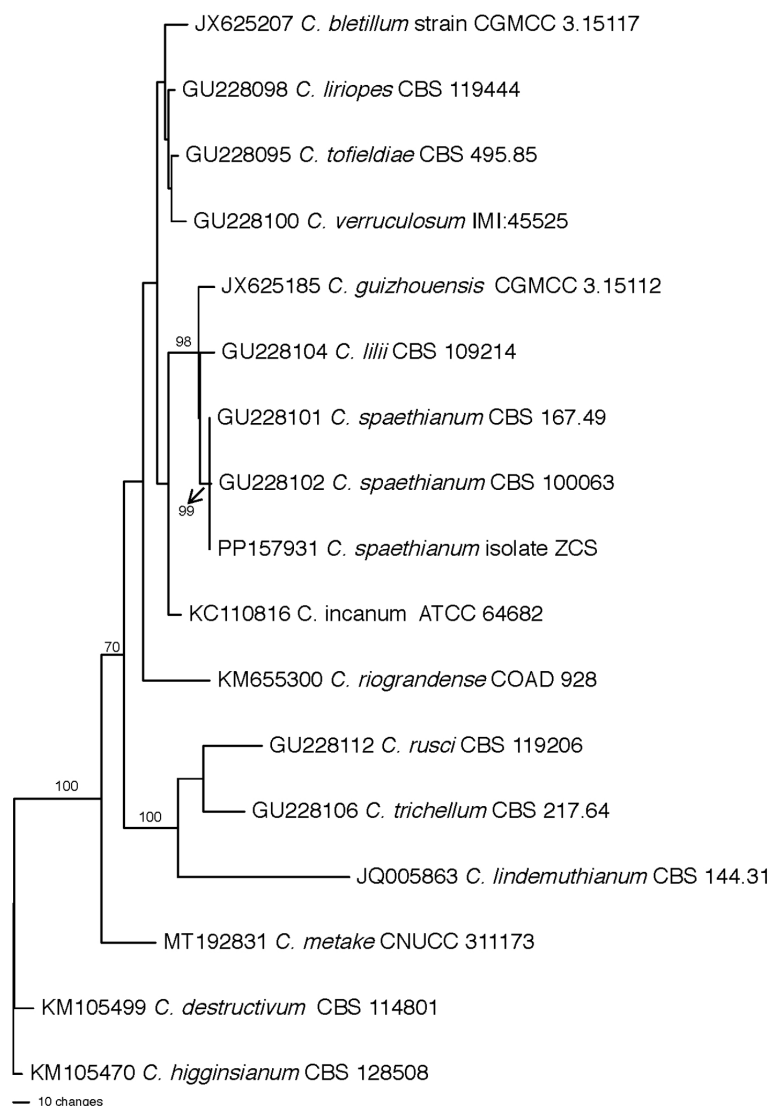 JX625207 C. bletillum strain CGMCC 3.15117
GU228098 C. liriopes CBS 119444
GU228095 C. tofieldiae CBS 495.85
GU228100 C. verruculosum IMI:45525
JX625185 C. guizhouensis CGMCC 3.15112
98
GU228104 C. lilii CBS 109214
GU228101 C. spaethianum CBS 167.49
GU228102 C. spaethianum CBS 100063
99
PP157931 C. spaethianum isolate ZCS
KC110816 C. incanum ATCC 64682
70
KM655300 C. riograndense COAD 928
GU228112 C. rusci CBS 119206
100
GU228106 C. trichellum CBS 217.64
100
JQ005863 C. lindemuthianum CBS 144.31
MT192831 C. metake CNUCC 311173
KM105499 C. destructivum CBS 114801
KM105470 C. higginsianum CBS 128508
10 changes